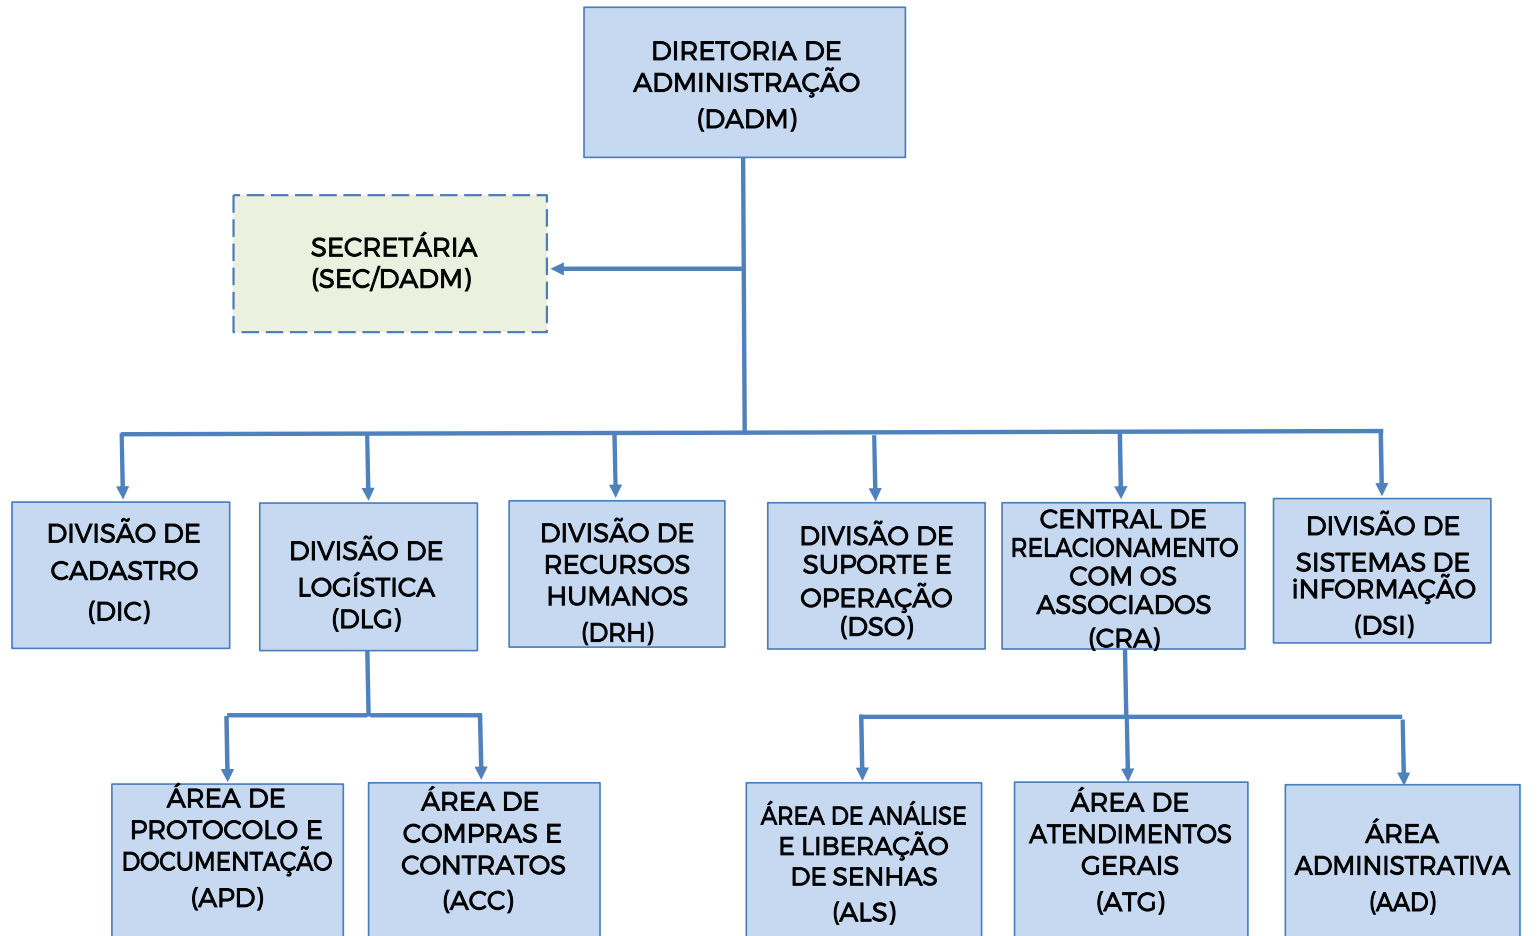 DIRETORIA DE
ADMINISTRAÇÃO
(DADM)
SECRETÁRIA
(SEC/DADM)
DIVISÃO DE
CADASTRO
(DIC)
DIVISÃO DE
LOGÍSTICA
(DLG)
DIVISÃO DE
RECURSOS
HUMANOS
(DRH)
DIVISÃO DE
SUPORTE E
OPERAÇÃO
(DSO)
CENTRAL DE
RELACIONAMENTO
COM OS
ASSOCIADOS
(CRA)
DIVISÃO DE
SISTEMAS DE
iNFORMAÇÃO
(DSI)
ÁREA DE
PROTOCOLO E
DOCUMENTAÇÃO
(APD)
ÁREA DE
COMPRAS E
CONTRATOS
(ACC)
ÁREA DE ANÁLISE
E LIBERAÇÃO
DE SENHAS
(ALS)
ÁREA DE
ATENDIMENTOS
GERAIS
(ATG)
ÁREA
ADMINISTRATIVA
(AAD)